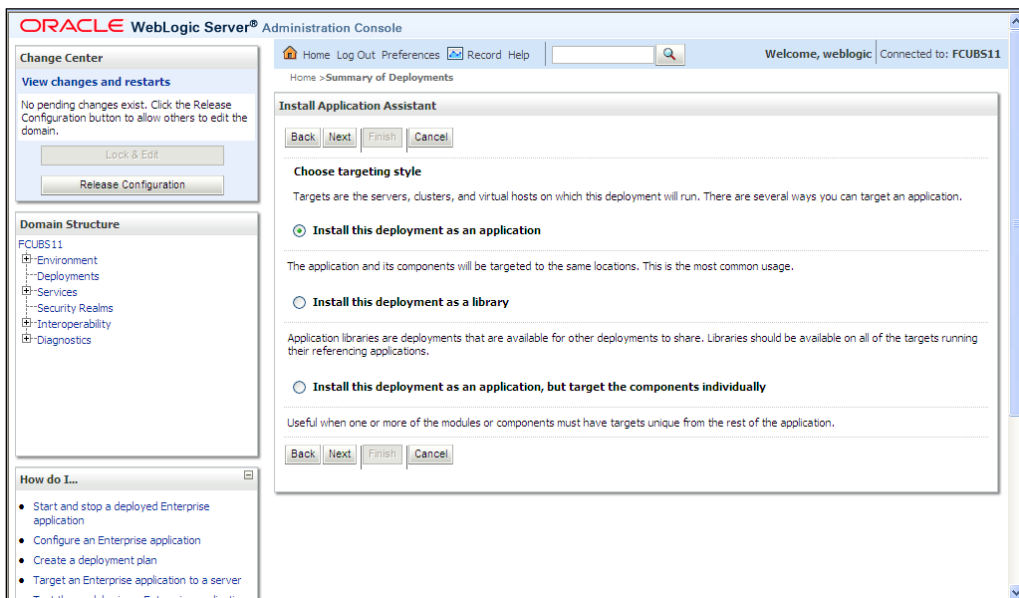 ORACLE WebLogic Server® Administration Console
Change Center
View changes and restarts
No pending changes exist. Click the Release
Configuration button to allow others to edit the
domain.
Lock & Edit
Release Configuration
Domain Structure
FCUBS11
Environment
Deployments
Services
Security Realms
Interoperability
Diagnostics
How do I...
Start and stop a deployed Enterprise
application
Configure an Enterprise application
Create a deployment plan
Target an Enterprise application to a server
Home Log Out Preferences Record Help
Welcome, weblogic Connected to: FCUBS11
Home >Summary of Deployments
Install Application Assistant
Back Next Finish Cancel
Choose targeting style
Targets are the servers, clusters, and virtual hosts on which this deployment will run. There are several ways you can target an application.
Install this deployment as an application
The application and its components will be targeted to the same locations. This is the most common usage.
Install this deployment as a library
Application libraries are deployments that are available for other deployments to share. Libraries should be available on all of the targets running
their referencing applications.
Install this deployment as an application, but target the components individually
Useful when one or more of the modules or components must have targets unique from the rest of the application.
Back Next Finish Cancel